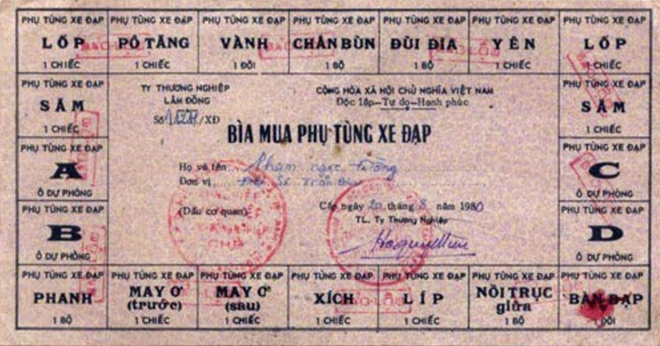 PHỤ TÙNG XE ĐẠP PHỤ TÙNG XE ĐẠP PHỤ TÙNG XE ĐẠP PHỤ TÙNG XE ĐẠP PHỤ TÙNG XE ĐẠP PHỤ TÙNG XE ĐẠP PHỤ TÙNG XE ĐẠP
LỐP PÔ TĂNG VÀNH CHẮN BÙN ĐÙI ĐĨA YÊN LỐP
1 CHIẾC 1 CHIẾC 1 ĐÔI 1 BỘ 1 BỘ 1 CHIẾC 1 CHIẾC
PHỤ TÙNG XE ĐẠP
SĂM
1 CHIẾC
PHỤ TÙNG XE ĐẠP
A
Ô DỰ PHÒNG
PHỤ TÙNG XE ĐẠP
B
Ô DỰ PHÒNG
TY THƯƠNG NGHIỆP
LÂM ĐỒNG
Số /XĐ
CỘNG HÒA XÃ HỘI CHỦ NGHĨA VIỆT NAM
Độc lập—Tự do—Hạnh phúc
BÌA MUA PHỤ TÙNG XE ĐẠP
Họ và tên
Đơn vị
(Dấu cơ quan)
Cấp ngày 20 tháng 8 năm 1980
TL. Ty Thương Nghiệp
PHỤ TÙNG XE ĐẠP
SĂM
1 CHIẾC
PHỤ TÙNG XE ĐẠP
C
Ô DỰ PHÒNG
PHỤ TÙNG XE ĐẠP
D
Ô DỰ PHÒNG
PHỤ TÙNG XE ĐẠP PHỤ TÙNG XE ĐẠP PHỤ TÙNG XE ĐẠP PHỤ TÙNG XE ĐẠP PHỤ TÙNG XE ĐẠP PHỤ TÙNG XE ĐẠP PHỤ TÙNG XE ĐẠP
PHANH MAY Ơ MAY Ơ XÍCH LÍP NỒI TRỤC BÀN ĐẠP
(trước) (sau) giữa
1 BỘ 1 CHIẾC 1 CHIẾC 1 CHIẾC 1 CHIẾC 1 BỘ 1 ĐÔI